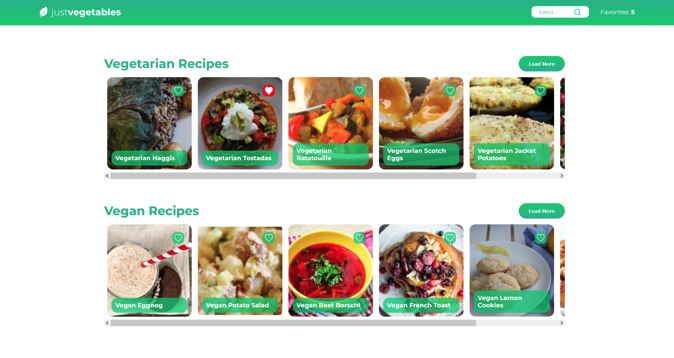 justvegetables
Cerca
Favorites: 5
Vegetarian Recipes
Load More
Vegetarian Haggis
Vegetarian Tostadas
Vegetarian
Ratatouille
Vegetarian Scotch
Eggs
Vegetarian Jacket
Potatoes
Vegan Recipes
Load More
Vegan Eggnog
Vegan Potato Salad
Vegan Beet Borscht
Vegan French Toast
Vegan Lemon
Cookies